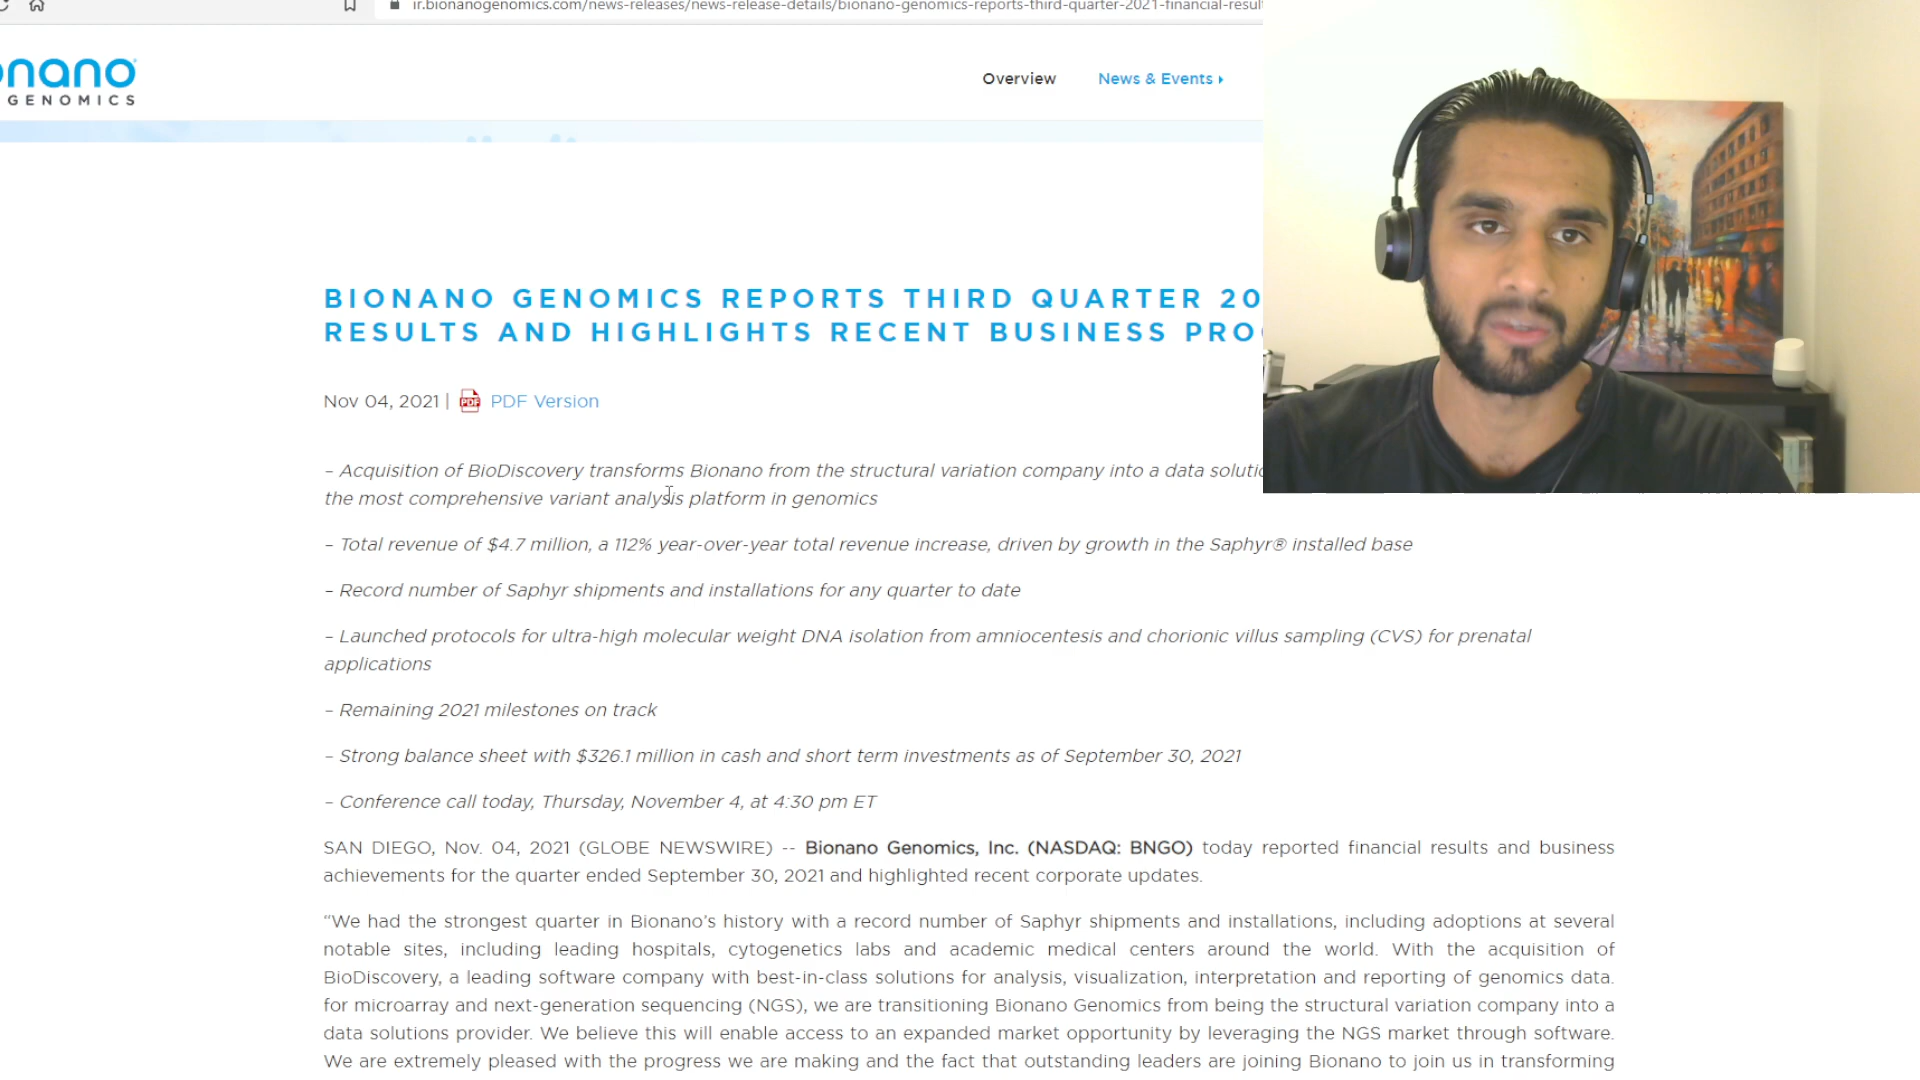 ir.bionanogenomics.com/news-releases/news-release-details/bionano-genomics-reports-third-quarter-2021-financial-resul
onano
GENOMICS
Overview
News & Events
BIONANO GENOMICS REPORTS THIRD QUARTER 20
RESULTS AND HIGHLIGHTS RECENT BUSINESS PRO
Nov 04, 2021 | PDF PDF Version
– Acquisition of BioDiscovery transforms Bionano from the structural variation company into a data soluti
the most comprehensive variant analysis platform in genomics
– Total revenue of $4.7 million, a 112% year-over-year total revenue increase, driven by growth in the Saphyr® installed base
– Record number of Saphyr shipments and installations for any quarter to date
– Launched protocols for ultra-high molecular weight DNA isolation from amniocentesis and chorionic villus sampling (CVS) for prenatal
applications
– Remaining 2021 milestones on track
– Strong balance sheet with $326.1 million in cash and short term investments as of September 30, 2021
– Conference call today, Thursday, November 4, at 4:30 pm ET
SAN DIEGO, Nov. 04, 2021 (GLOBE NEWSWIRE) -- Bionano Genomics, Inc. (NASDAQ: BNGO) today reported financial results and business
achievements for the quarter ended September 30, 2021 and highlighted recent corporate updates.
“We had the strongest quarter in Bionano’s history with a record number of Saphyr shipments and installations, including adoptions at several
notable sites, including leading hospitals, cytogenetics labs and academic medical centers around the world. With the acquisition of
BioDiscovery, a leading software company with best-in-class solutions for analysis, visualization, interpretation and reporting of genomics data.
for microarray and next-generation sequencing (NGS), we are transitioning Bionano Genomics from being the structural variation company into a
data solutions provider. We believe this will enable access to an expanded market opportunity by leveraging the NGS market through software.
We are extremely pleased with the progress we are making and the fact that outstanding leaders are joining Bionano to join us in transforming